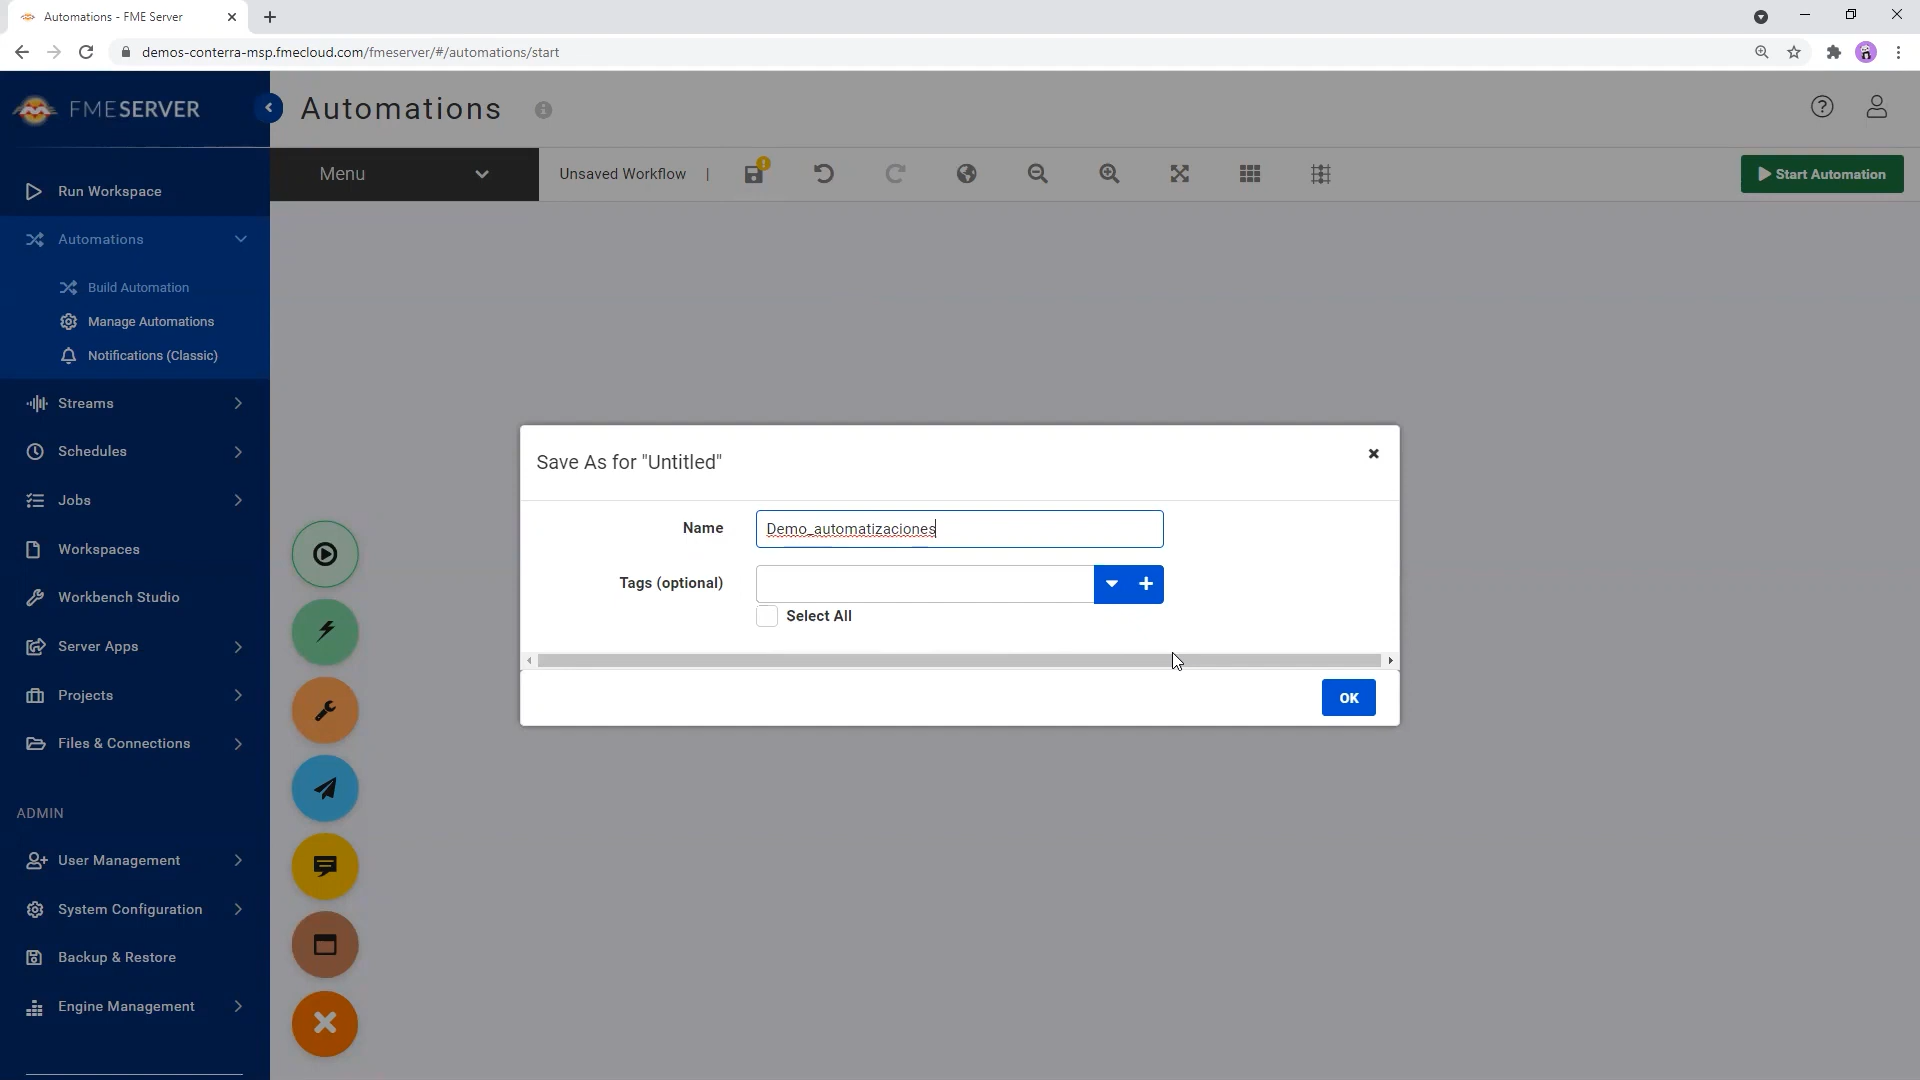 Automations - FME Server
demos-conterra-msp.fmecloud.com/fmeserver/#/automations/start
FMESERVER
Automations
Menu
Unsaved Workflow |
Start Automation
Run Workspace
Automations
Build Automation
Manage Automations
Notifications (Classic)
Streams
Schedules
Jobs
Workspaces
Workbench Studio
Server Apps
Projects
Files & Connections
ADMIN
User Management
System Configuration
Backup & Restore
Engine Management
Save As for "Untitled"
Name
Demo_automatizaciones
Tags (optional)
Select All
OK